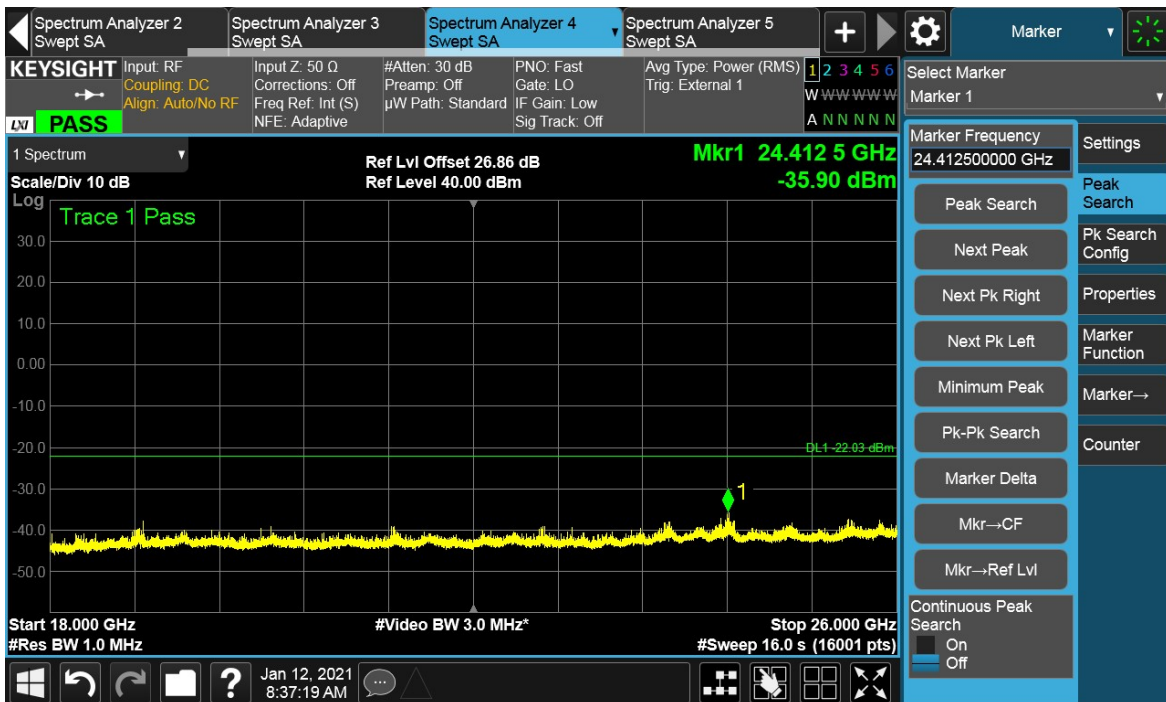 Spectrum Analyzer 2
Swept SA
Spectrum Analyzer 3
Swept SA
Spectrum Analyzer 4
Swept SA
Spectrum Analyzer 5
Swept SA
+
Marker
KEYSIGHT
LXI PASS
Input: RF
Coupling: DC
Align: Auto/No RF
Input Z: 50 Ω
Corrections: Off
Freq Ref: Int (S)
NFE: Adaptive
#Atten: 30 dB
Preamp: Off
µW Path: Standard
PNO: Fast
Gate: LO
IF Gain: Low
Sig Track: Off
Avg Type: Power (RMS)
Trig: External 1
1 2 3 4 5 6
W W W W W W
A N N N N N
Select Marker
Marker 1
1 Spectrum
Scale/Div 10 dB
Ref Lvl Offset 26.86 dB
Ref Level 40.00 dBm
Mkr1 24.412 5 GHz
-35.90 dBm
Log
Trace 1 Pass
30.0
20.0
10.0
0.00
-10.0
-20.0
-30.0
-40.0
-50.0
DL1 -22.03 dBm
1
Start 18.000 GHz
#Res BW 1.0 MHz
#Video BW 3.0 MHz*
Stop 26.000 GHz
#Sweep 16.0 s (16001 pts)
Marker Frequency
24.412500000 GHz
Peak Search
Next Peak
Next Pk Right
Next Pk Left
Minimum Peak
Pk-Pk Search
Marker Delta
Mkr→CF
Mkr→Ref Lvl
Continuous Peak
Search
On
Off
Settings
Peak
Search
Pk Search
Config
Properties
Marker
Function
Marker→
Counter
?
Jan 12, 2021
8:37:19 AM